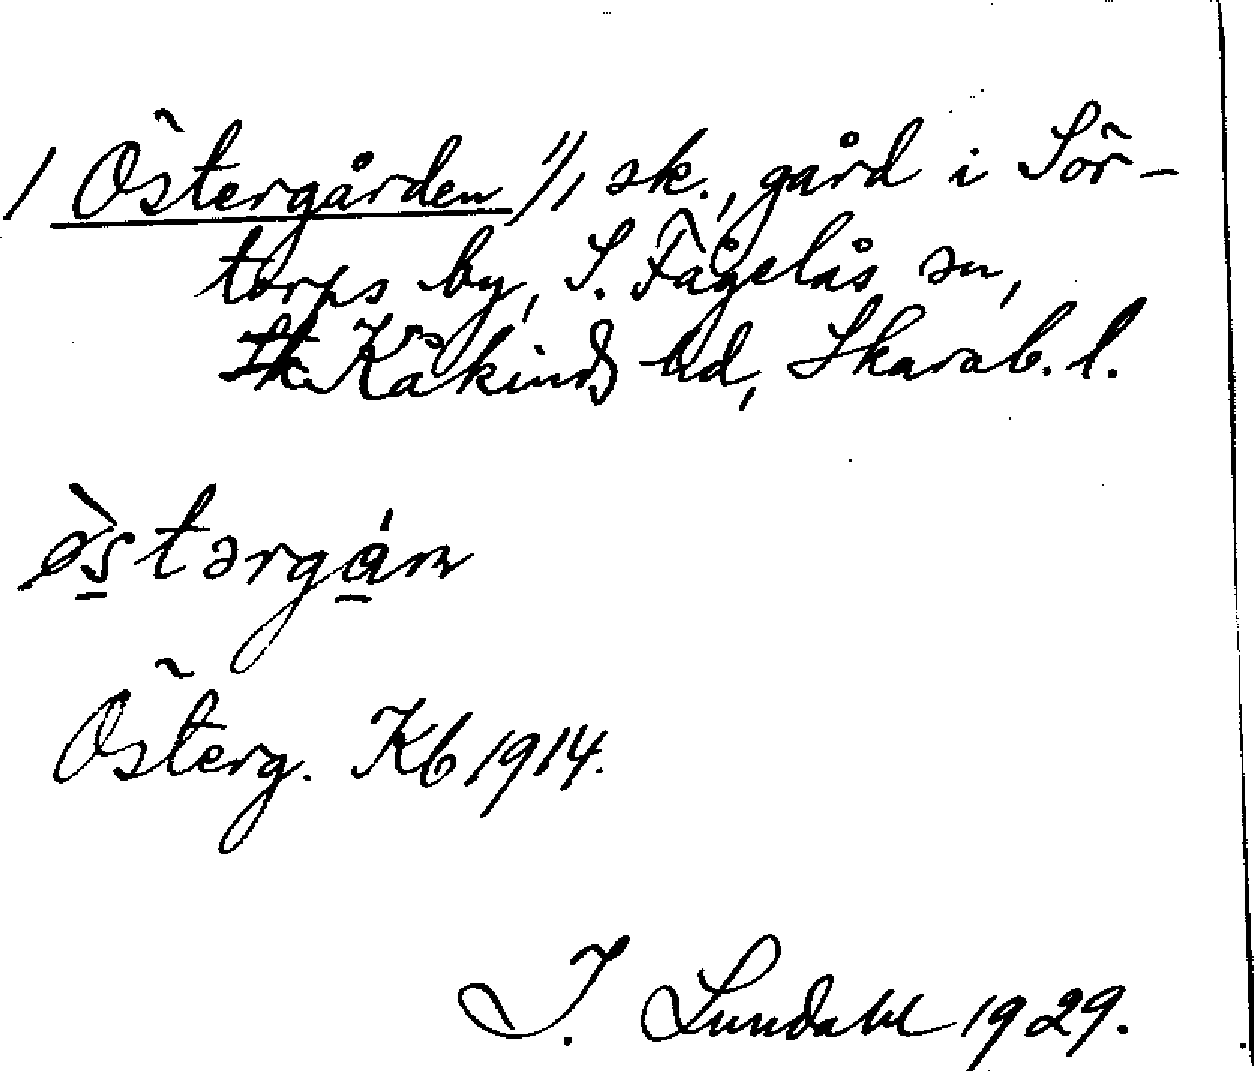 / Östergården 1/1 sk., gård i Sör-
torps by, S. Fågelås sn,
Kåkinds hd, Skarab. l.
östərgån
Österg. Kb 1914.
I. Lundahl 1929.